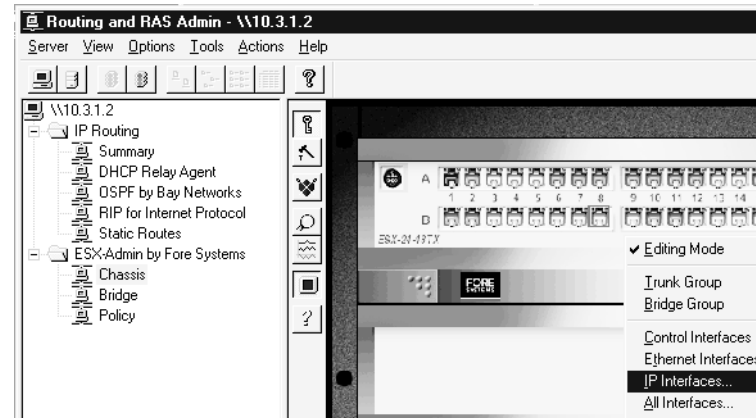 Routing and RAS Admin - \\10.3.1.2
Server View Options Tools Actions Help
\\10.3.1.2
IP Routing
Summary
DHCP Relay Agent
OSPF by Bay Networks
RIP for Internet Protocol
Static Routes
ESX-Admin by Fore Systems
Chassis
Bridge
Policy
A
1 2 3 4 5 6 7 8 9 10 11 12 13 14
B
FORE
SYSTEMS
Editing Mode
Trunk Group
Bridge Group
Control Interfaces
Ethernet Interfaces
IP Interfaces...
All Interfaces...